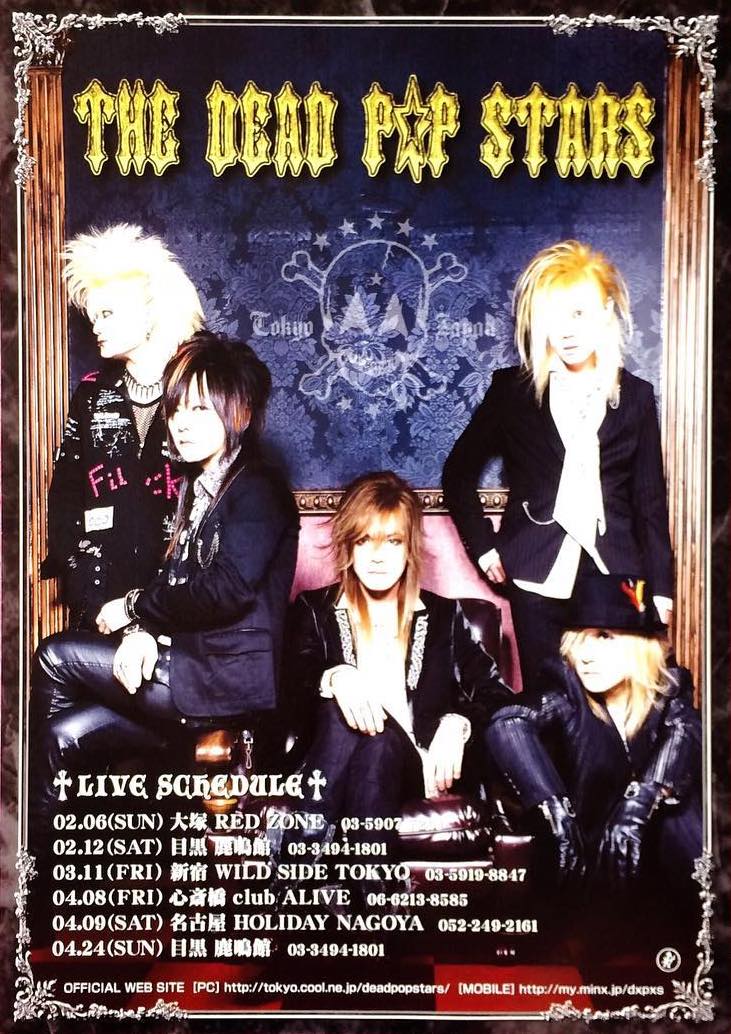 THE DEAD POP STARS
Tokyo Japan
LIVE SCHEDULE
02.06(SUN) 大塚 RED ZONE 03-5907
02.12(SAT) 目黒 鹿鳴館 03-3494-1801
03.11(FRI) 新宿 WILD SIDE TOKYO 03-5919-8847
04.08(FRI) 心斎橋 club ALIVE 06-6213-8585
04.09(SAT) 名古屋 HOLIDAY NAGOYA 052-249-2161
04.24(SUN) 目黒 鹿鳴館 03-3494-1801
OFFICIAL WEB SITE [PC] http://tokyo.cool.ne.jp/deadpopstars/ [MOBILE] http://my.minx.jp/dxpxs